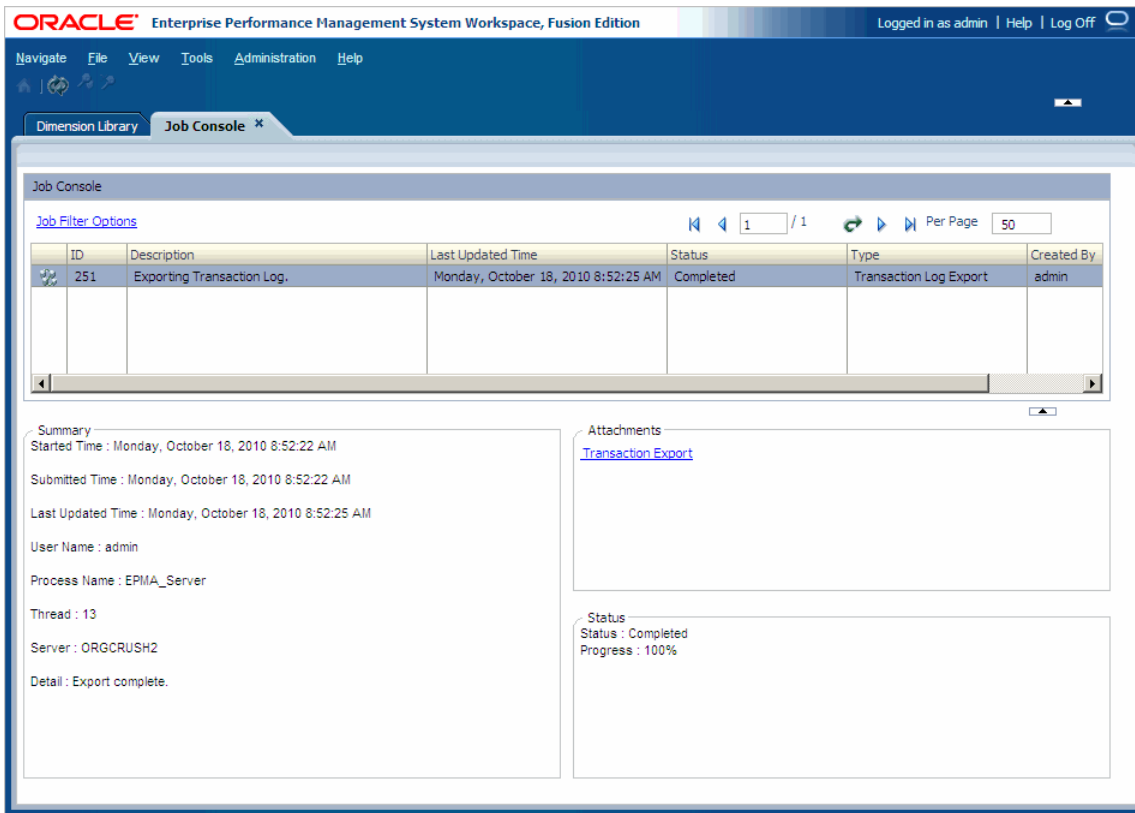 ORACLE® Enterprise Performance Management System Workspace, Fusion Edition Logged in as admin | Help | Log Off
Navigate File View Tools Administration Help
Dimension Library Job Console ×
Job Console
Job Filter Options 1 / 1 Per Page 50
ID Description Last Updated Time Status Type Created By
251 Exporting Transaction Log. Monday, October 18, 2010 8:52:25 AM Completed Transaction Log Export admin
Summary
Started Time : Monday, October 18, 2010 8:52:22 AM
Submitted Time : Monday, October 18, 2010 8:52:22 AM
Last Updated Time : Monday, October 18, 2010 8:52:25 AM
User Name : admin
Process Name : EPMA_Server
Thread : 13
Server : ORGCRUSH2
Detail : Export complete.
Attachments
Transaction Export
Status
Status : Completed
Progress : 100%